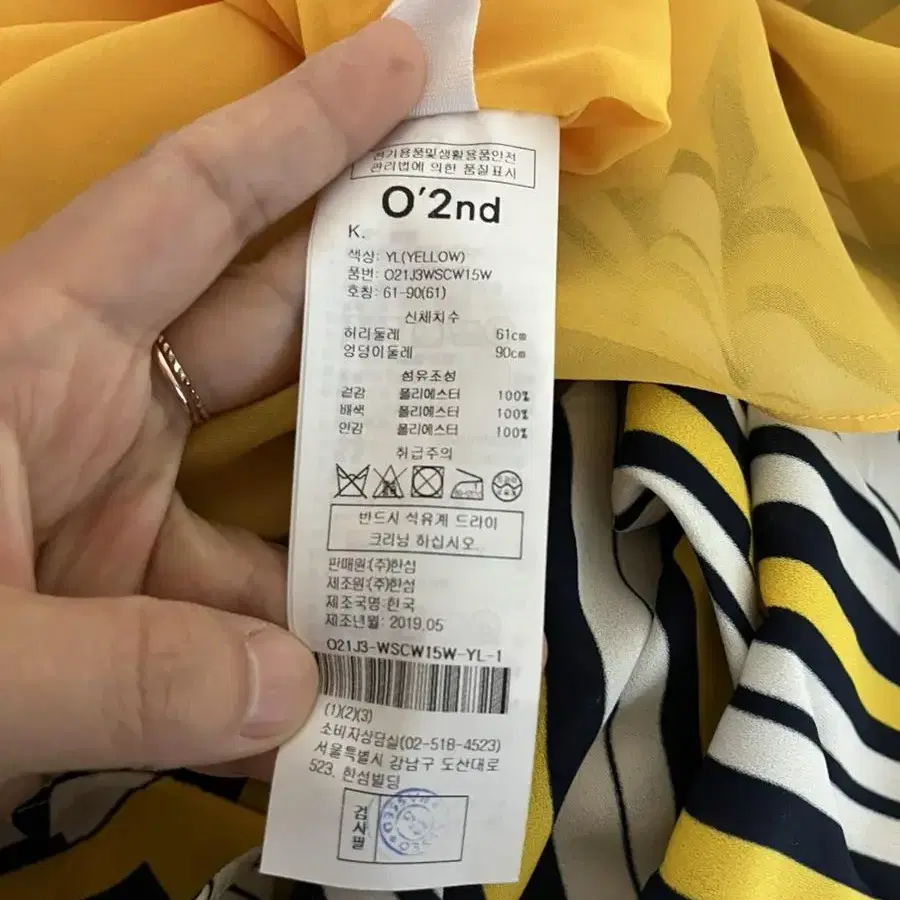 전기용품및생활용품안전
관리법에 의한 품질표시
O'2nd
K.
색상: YL(YELLOW)
품번: O21J3WSCW15W
호칭: 61-90(61)
신체치수
허리둘레 61cm
엉덩이둘레 90cm
섬유조성
겉감 폴리에스터 100%
배색 폴리에스터 100%
안감 폴리에스터 100%
취급주의
반드시 석유계 드라이
크리닝 하십시오.
판매원:(주)한섬
제조원:(주)한섬
제조국명:한국
제조년월: 2019.05
O21J3-WSCW15W-YL-1
(1)(2)(3)
소비자상담실(02-518-4523)
서울특별시 강남구 도산대로
523, 한섬빌딩
검사필